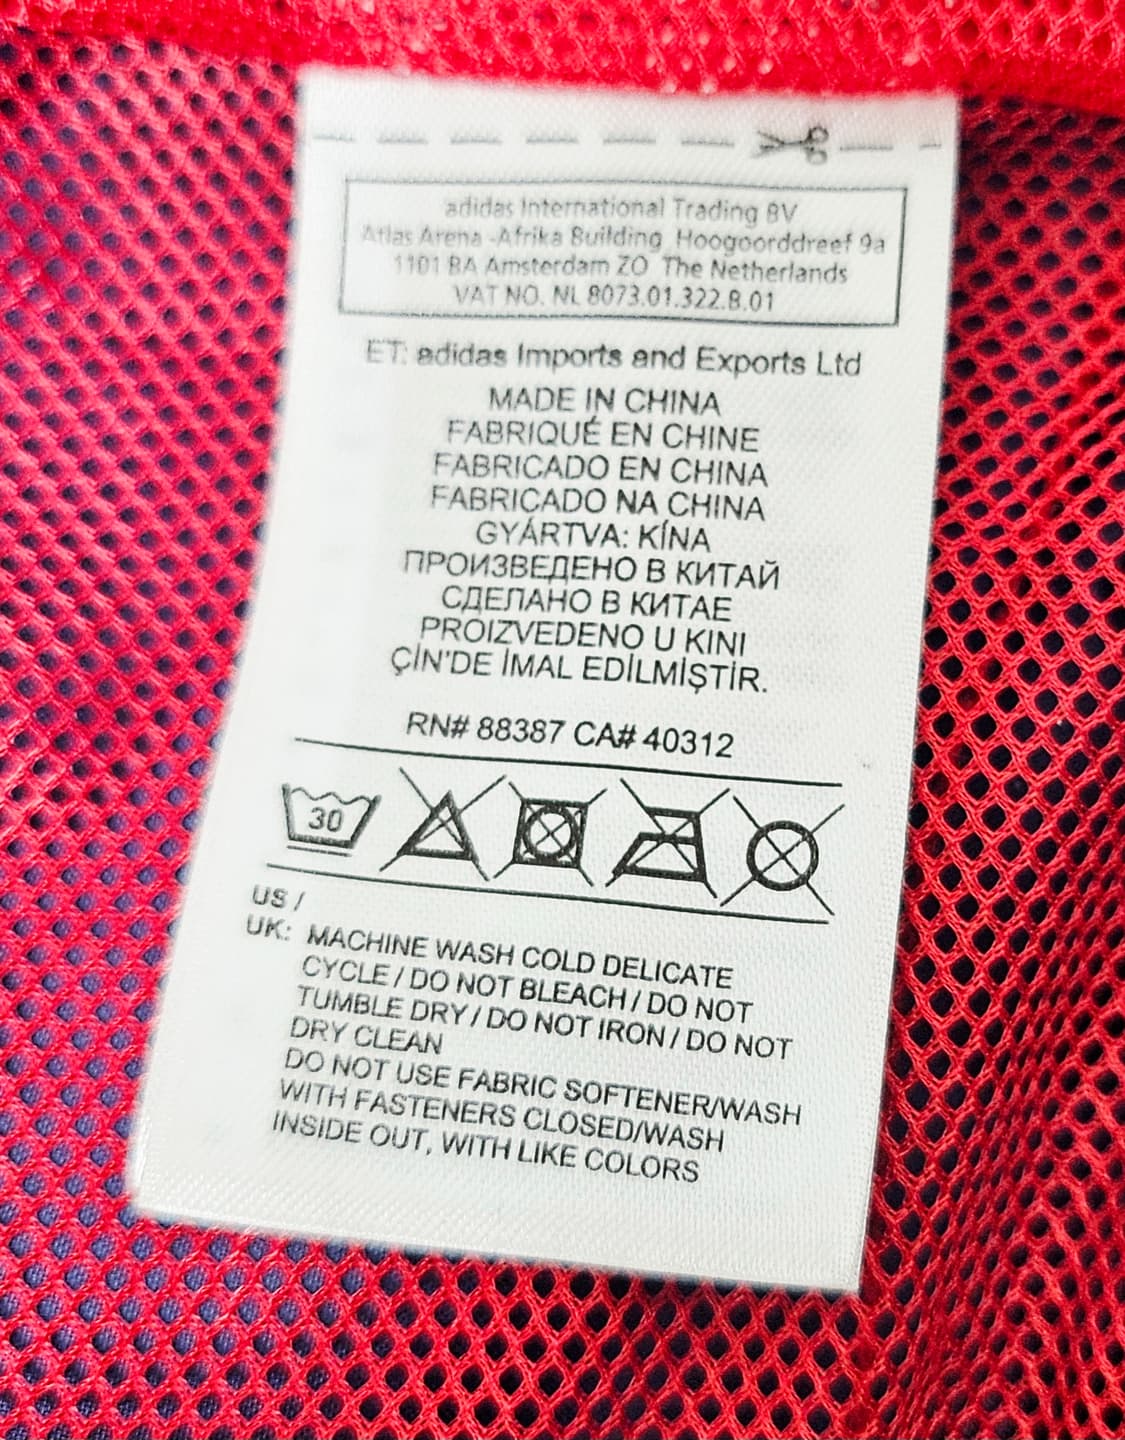 adidas International Trading BV
Atlas Arena -Afrika Building Hoogoorddreef 9a
1101 BA Amsterdam ZO The Netherlands
VAT NO. NL 8073.01.322.B.01
ET: adidas Imports and Exports Ltd
MADE IN CHINA
FABRIQUÉ EN CHINE
FABRICADO EN CHINA
FABRICADO NA CHINA
GYÁRTVA: KÍNA
ПРОИЗВЕДЕНО В КИТАЙ
СДЕЛАНО В КИТАЕ
PROIZVEDENO U KINI
ÇİN'DE İMAL EDİLMİŞTİR.
RN# 88387 CA# 40312
30
US /
UK: MACHINE WASH COLD DELICATE
CYCLE / DO NOT BLEACH / DO NOT
TUMBLE DRY / DO NOT IRON / DO NOT
DRY CLEAN
DO NOT USE FABRIC SOFTENER/WASH
WITH FASTENERS CLOSED/WASH
INSIDE OUT, WITH LIKE COLORS